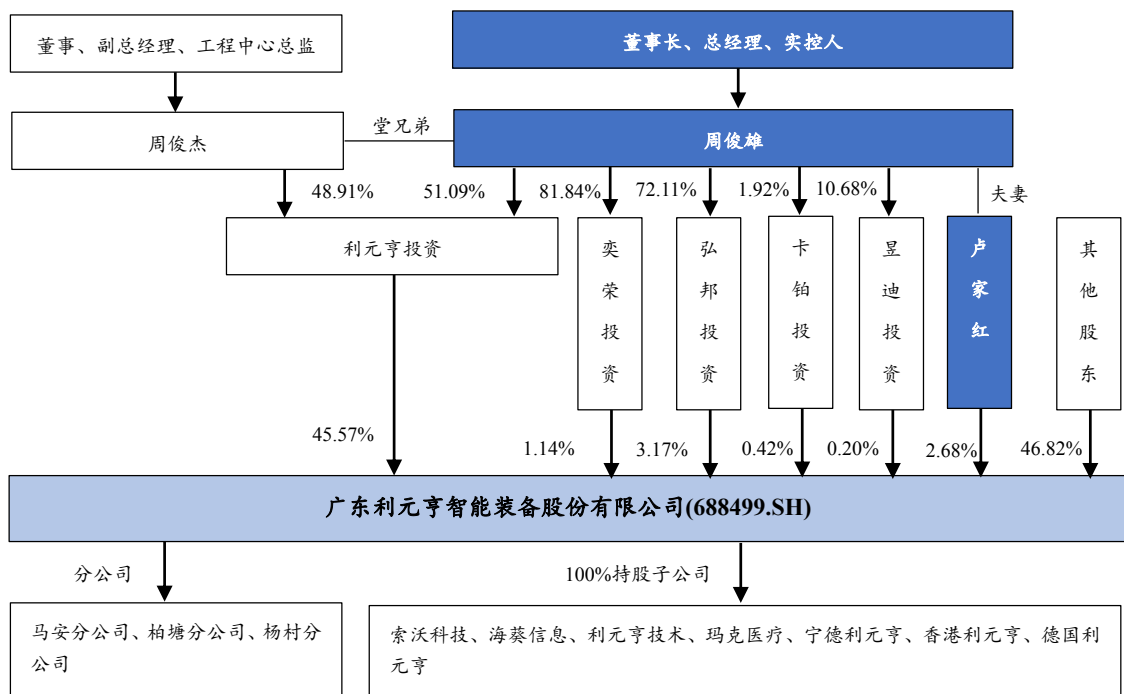 董事、副总经理、工程中心总监
董事长、总经理、实控人
周俊杰
堂兄弟
周俊雄
48.91%
51.09%
81.84%
72.11%
1.92%
10.68%
夫妻
利元亨投资
奕荣投资
弘邦投资
卡铂投资
昱迪投资
卢家红
其他股东
45.57%
1.14%
3.17%
0.42%
0.20%
2.68%
46.82%
广东利元亨智能装备股份有限公司(688499.SH)
分公司
100%持股子公司
马安分公司、柏塘分公司、杨村分
公司
索沃科技、海葵信息、利元亨技术、玛克医疗、宁德利元亨、香港利元亨、德国利
元亨